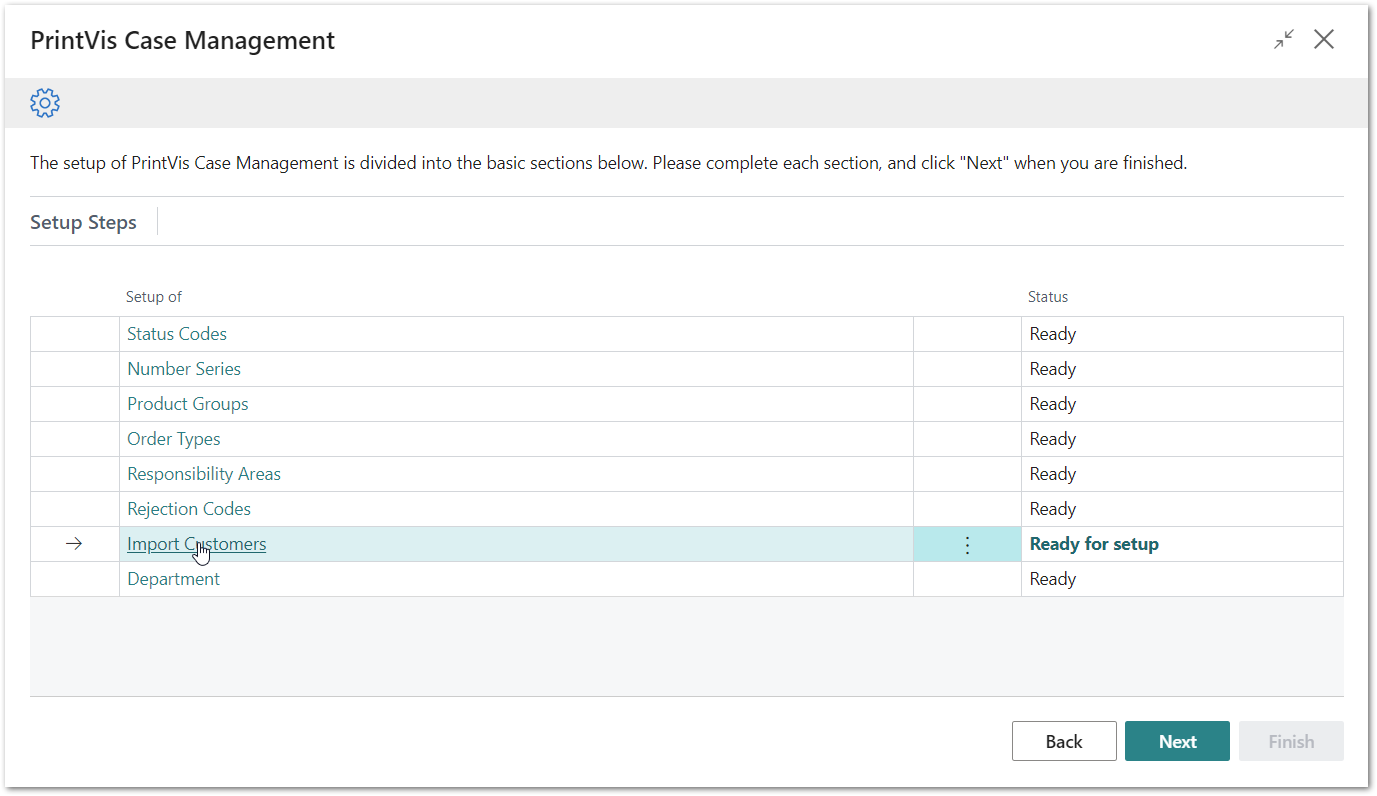 PrintVis Case Management
The setup of PrintVis Case Management is divided into the basic sections below. Please complete each section, and click "Next" when you are finished.
Setup Steps
Setup of Status
Status Codes Ready
Number Series Ready
Product Groups Ready
Order Types Ready
Responsibility Areas Ready
Rejection Codes Ready
Import Customers Ready for setup
Department Ready
Back Next Finish